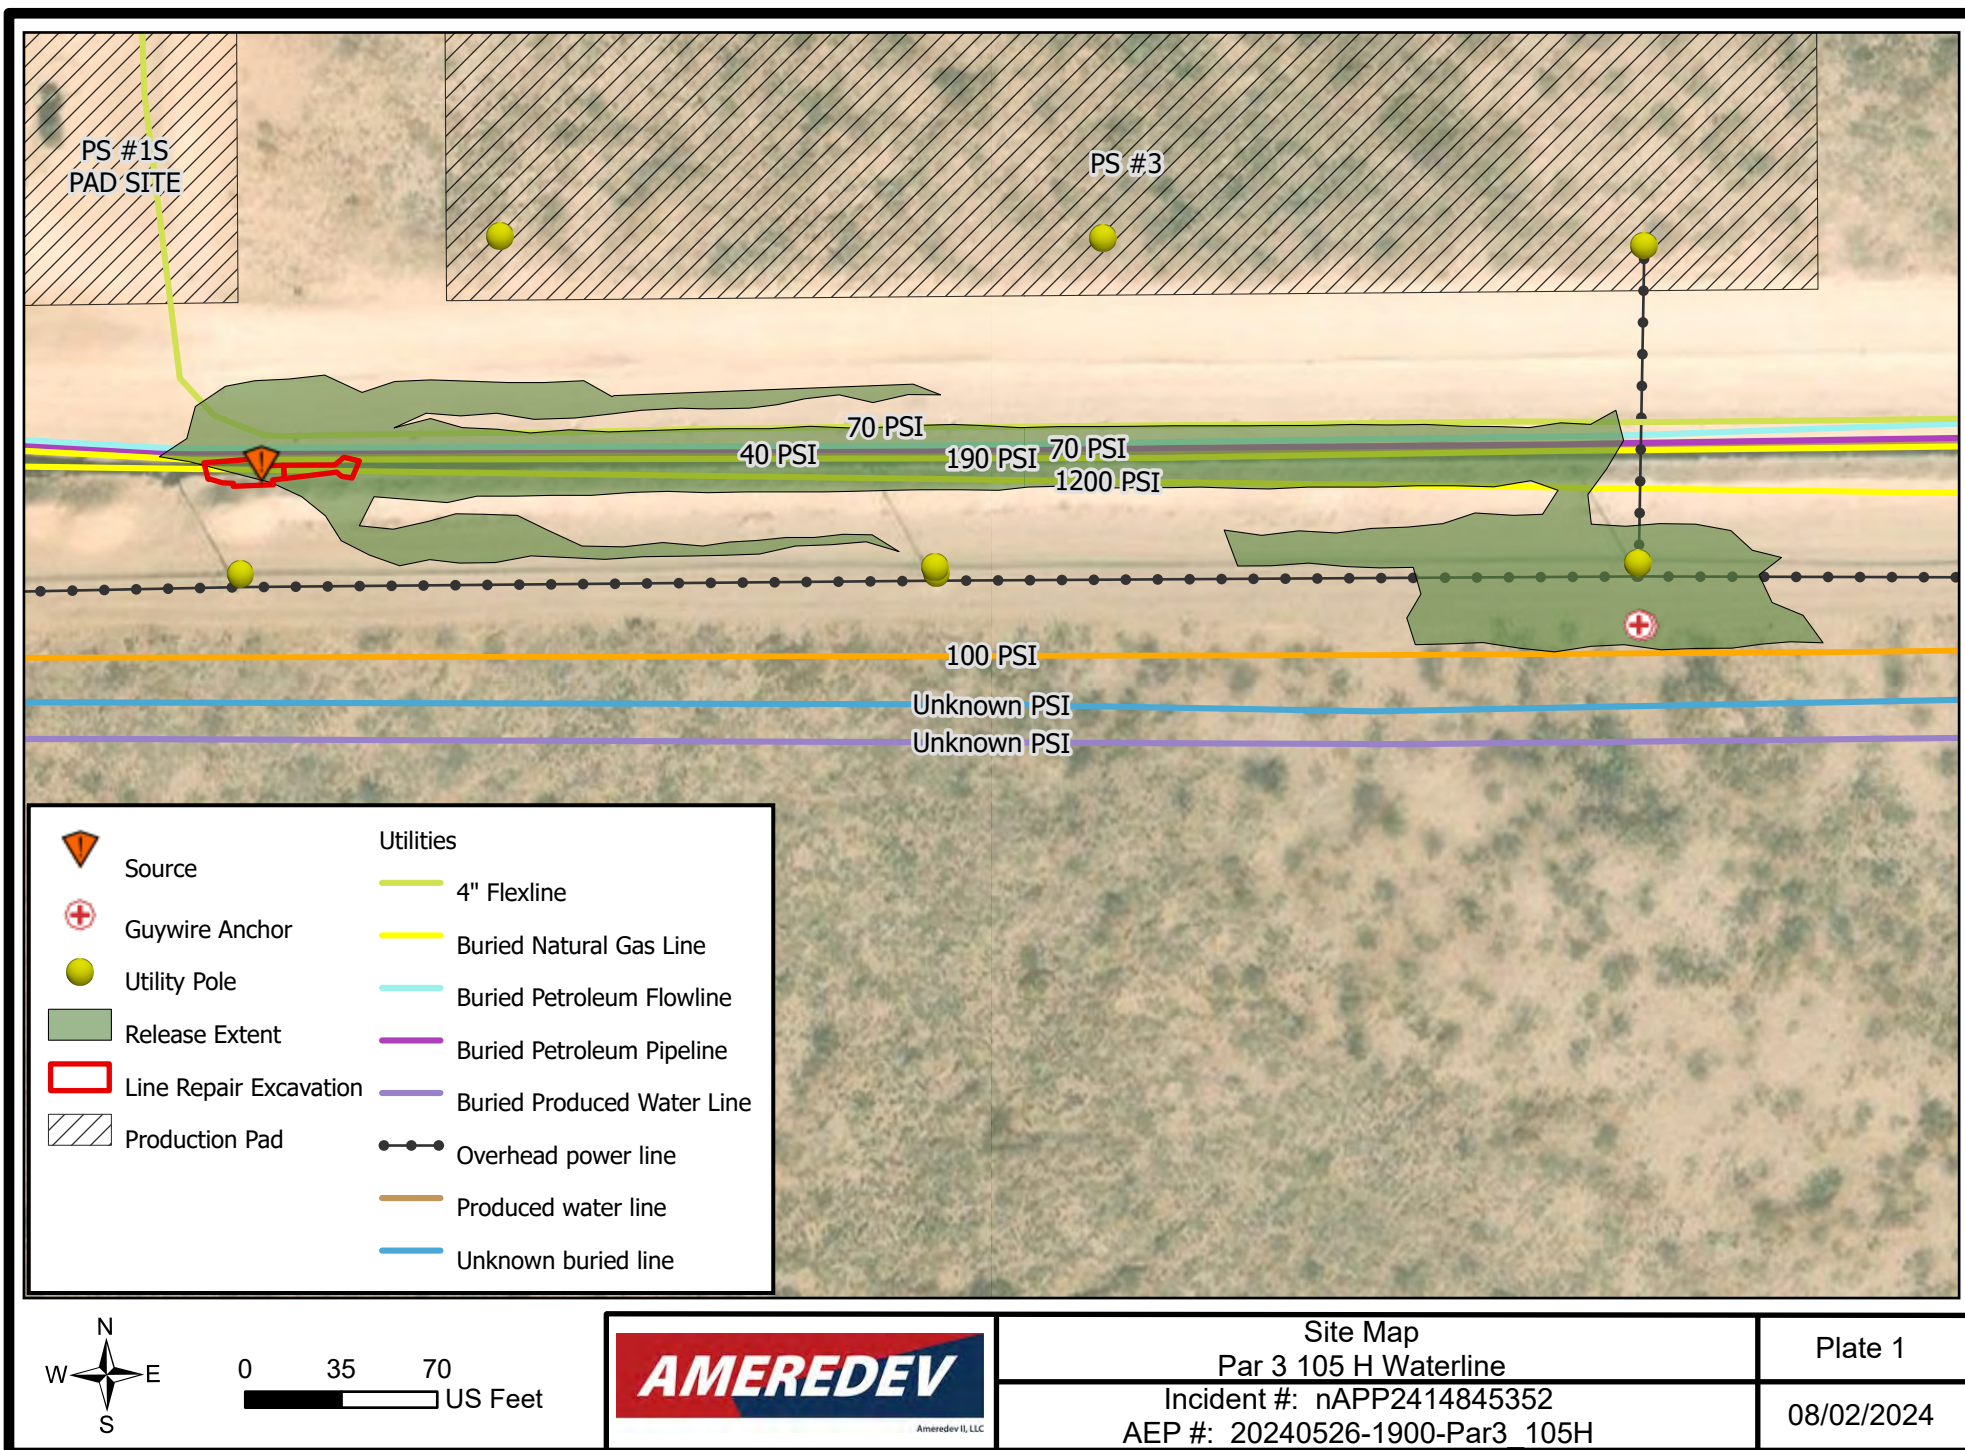 PS #1S
PAD SITE
PS #3
70 PSI
40 PSI
190 PSI
70 PSI
1200 PSI
100 PSI
Unknown PSI
Unknown PSI
Source
Guywire Anchor
Utility Pole
Release Extent
Line Repair Excavation
Production Pad
Utilities
4" Flexline
Buried Natural Gas Line
Buried Petroleum Flowline
Buried Petroleum Pipeline
Buried Produced Water Line
Overhead power line
Produced water line
Unknown buried line
N
W
E
S
0 35 70
US Feet
AMEREDEV
Ameredev II, LLC
Site Map
Par 3 105 H Waterline
Incident #: nAPP2414845352
AEP #: 20240526-1900-Par3_105H
Plate 1
08/02/2024